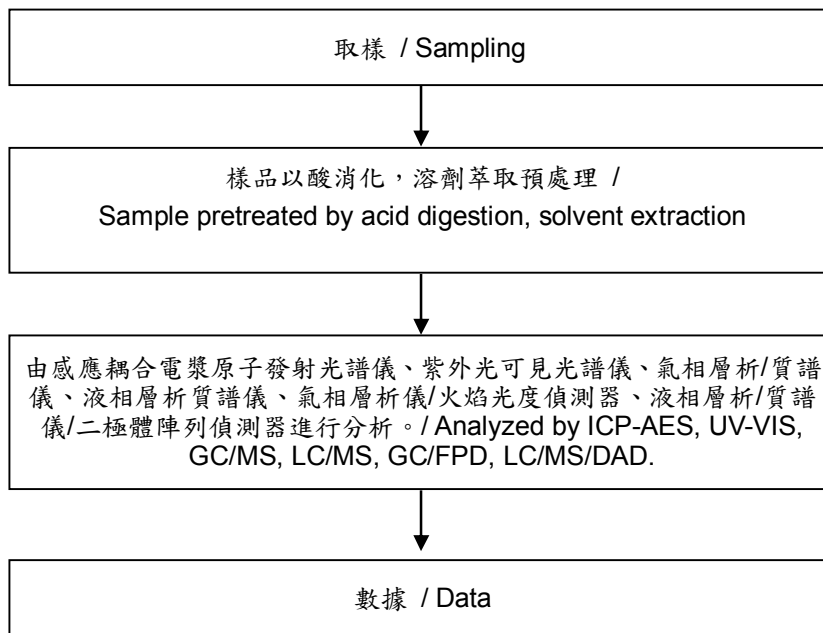 取樣 / Sampling
樣品以酸消化，溶劑萃取預處理 /
Sample pretreated by acid digestion, solvent extraction
由感應耦合電漿原子發射光譜儀、紫外光可見光譜儀、氣相層析/質譜
儀、液相層析質譜儀、氣相層析儀/火焰光度偵測器、液相層析/質譜
儀/二極體陣列偵測器進行分析。/ Analyzed by ICP-AES, UV-VIS,
GC/MS, LC/MS, GC/FPD, LC/MS/DAD.
數據 / Data